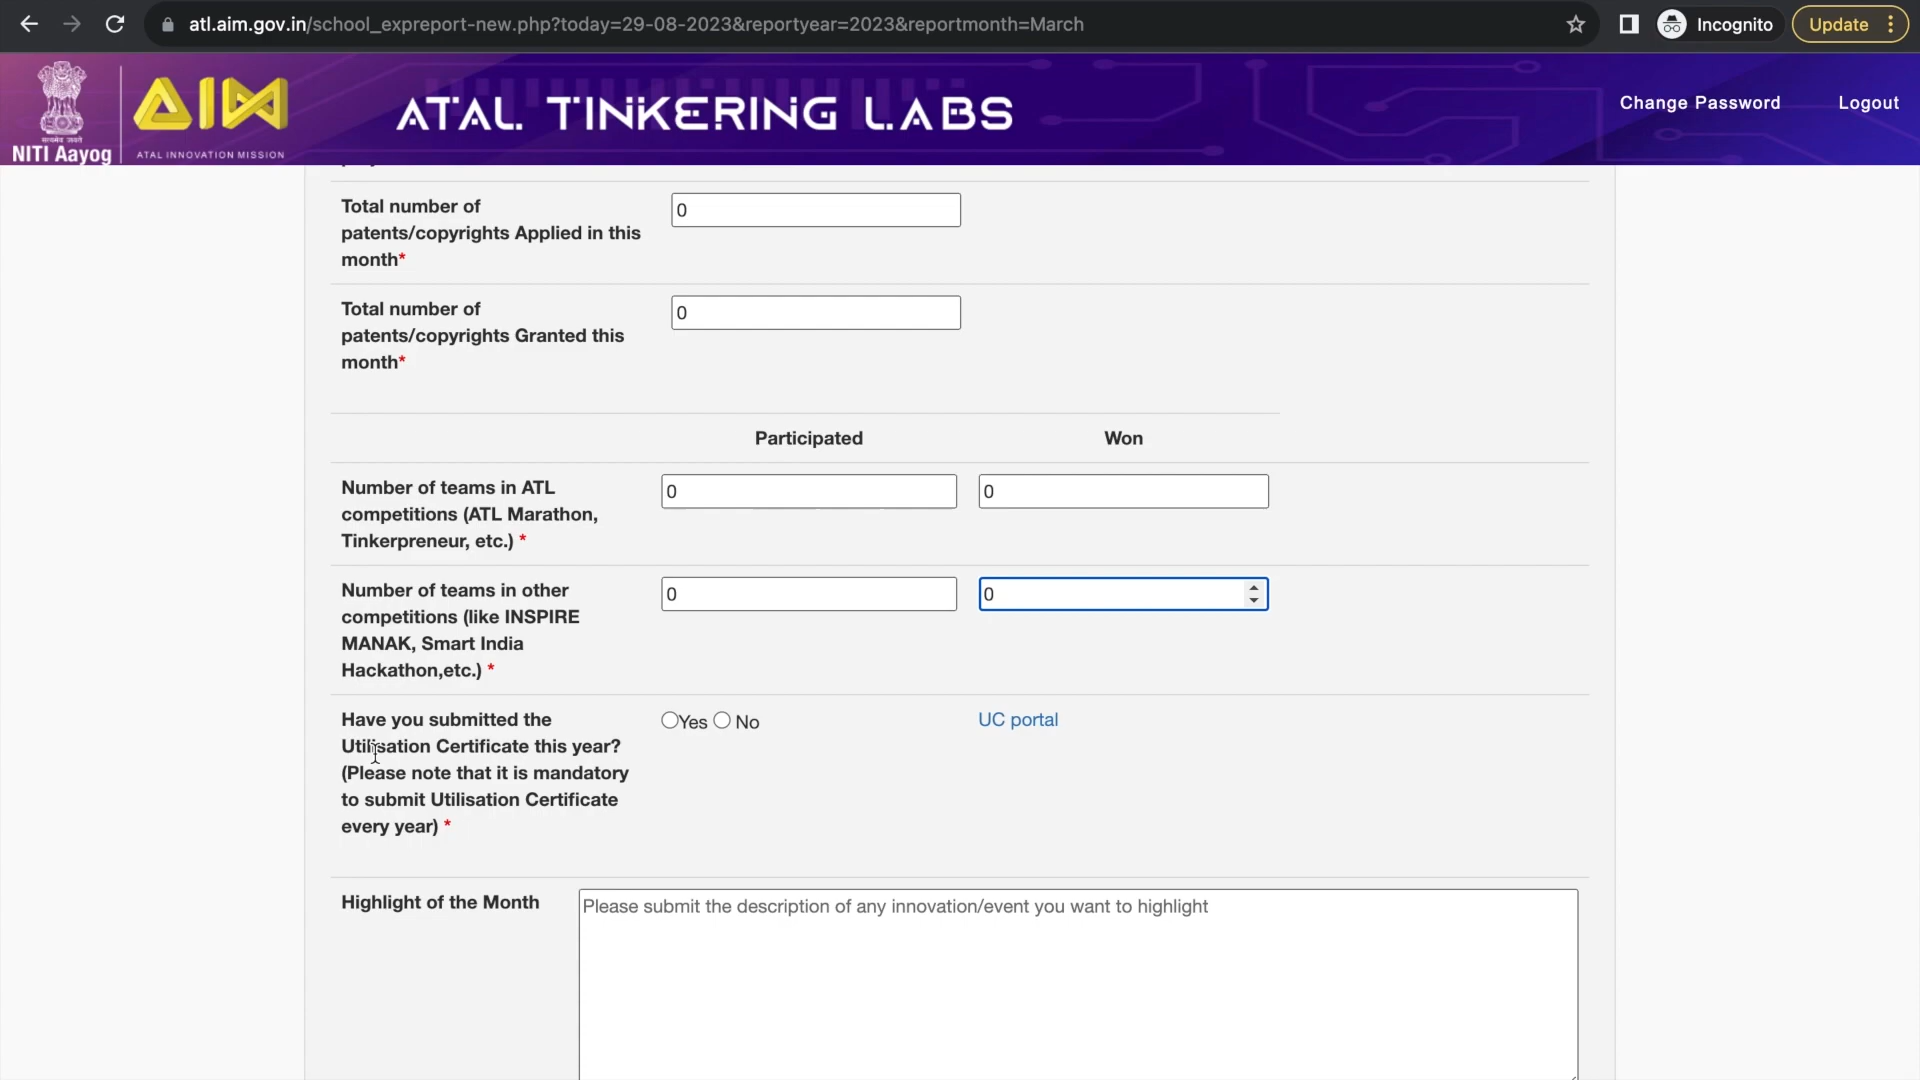 atl.aim.gov.in/school_expreport-new.php?today=29-08-2023&reportyear=2023&reportmonth=March
Incognito
Update
NITI Aayog
AIM
ATAL INNOVATION MISSION
ATAL TINKERING LABS
Change Password
Logout
Total number of
patents/copyrights Applied in this
month*
0
Total number of
patents/copyrights Granted this
month*
0
Participated
Won
Number of teams in ATL
competitions (ATL Marathon,
Tinkerpreneur, etc.) *
0
0
Number of teams in other
competitions (like INSPIRE
MANAK, Smart India
Hackathon,etc.) *
0
0
Have you submitted the
Utilisation Certificate this year?
(Please note that it is mandatory
to submit Utilisation Certificate
every year) *
Yes
No
UC portal
Highlight of the Month
Please submit the description of any innovation/event you want to highlight